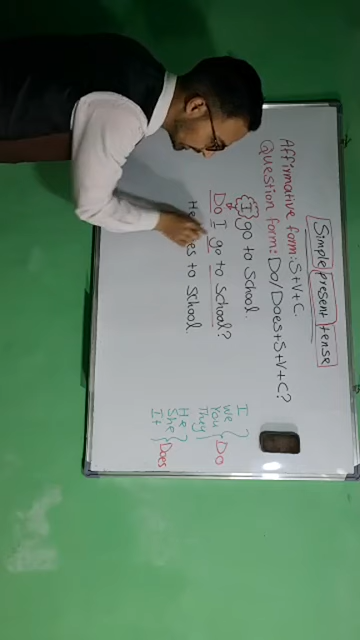 Simple present tense
Affirmative form: S+V+C.
Question form: Do/Does+S+V+C?
I go to School.
Do I go to School?
He es to School.
I
We
You
They
Do
He
She
It
Does